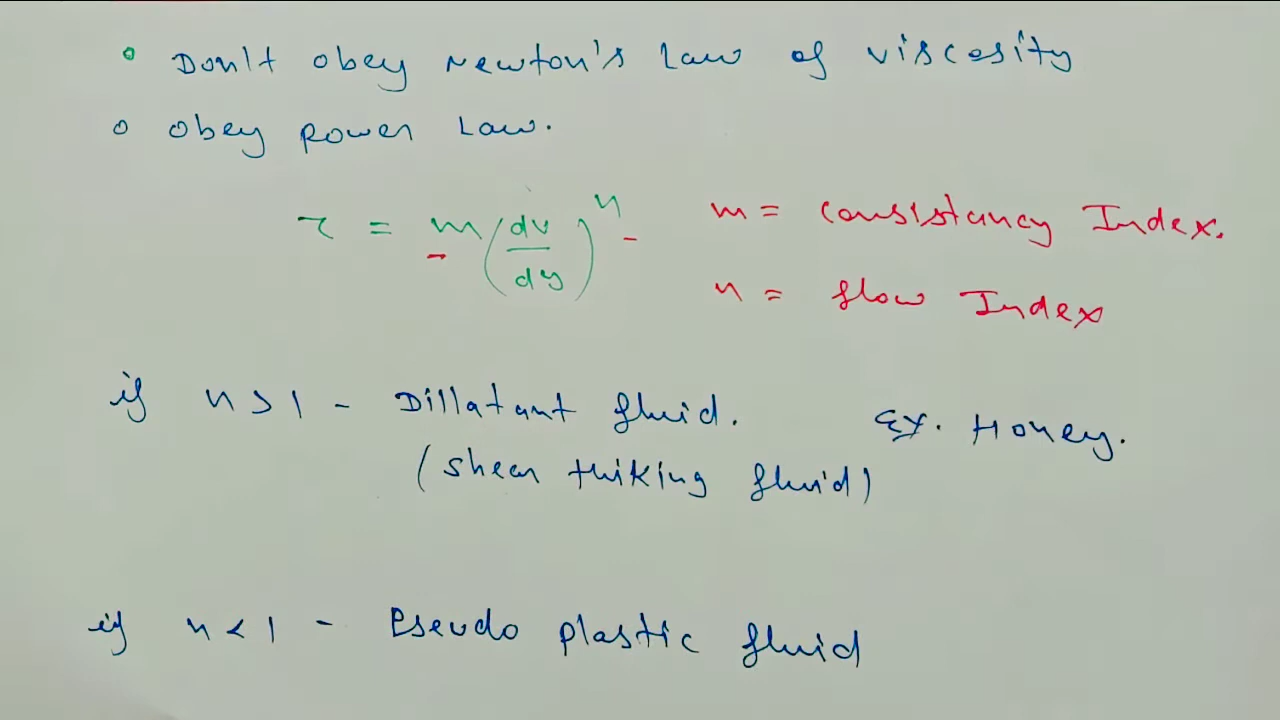 Don't obey Newton's Law of viscosity
obey power Law.
τ = m(dv/dy)^n
m = consistancy Index.
n = flow Index
if n > 1 - Dillatant fluid. Ex. Honey.
(shear thiking fluid)
if n < 1 - Pseudo plastic fluid